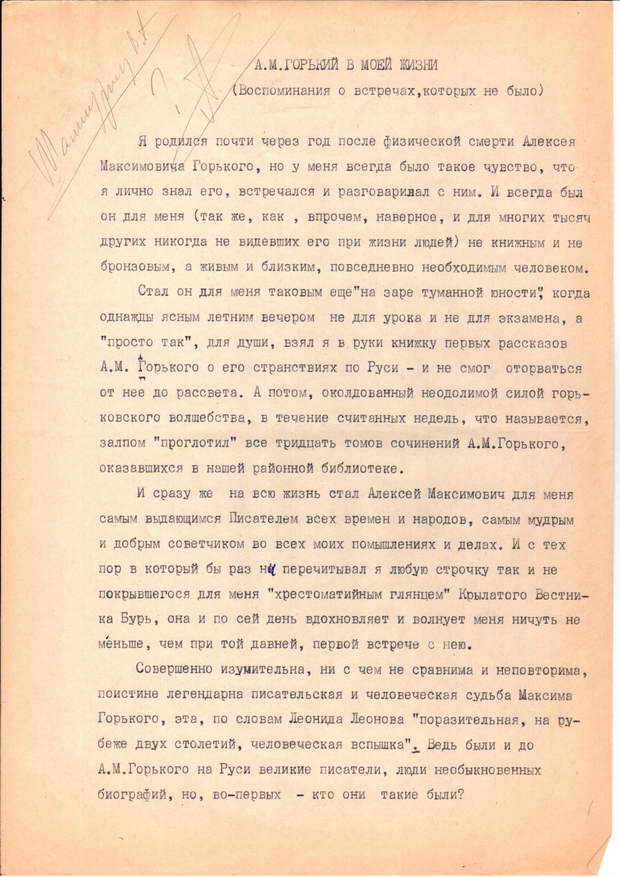 А.М.ГОРЬКИЙ В МОЕЙ ЖИЗНИ
(Воспоминания о встречах,которых не было)
Я родился почти через год после физической смерти Алексея
Максимовича Горького, но у меня всегда было такое чувство, что
я лично знал его, встречался и разговаривал с ним. И всегда был
он для меня (так же, как , впрочем, наверное, и для многих тысяч
других никогда не видевших его при жизни людей) не книжным и не
бронзовым, а живым и близким, повседневно необходимым человеком.
Стал он для меня таковым еще"на заре туманной юности", когда
однажды ясным летним вечером не для урока и не для экзамена, а
"просто так", для души, взял я в руки книжку первых рассказов
А.М. Горького о его странствиях по Руси - и не смог оторваться
от нее до рассвета. А потом, околдованный неодолимой силой горь-
ковского волшебства, в течение считанных недель, что называется,
залпом "проглотил" все тридцать томов сочинений А.М.Горького,
оказавшихся в нашей районной библиотеке.
И сразу же на всю жизнь стал Алексей Максимович для меня
самым выдающимся Писателем всех времен и народов, самым мудрым
и добрым советчиком во всех моих помышлениях и делах. И с тех
пор в который бы раз ни перечитывал я любую строчку так и не
покрывшегося для меня "хрестоматийным глянцем" Крылатого Вестни-
ка Бурь, она и по сей день вдохновляет и волнует меня ничуть не
меньше, чем при той давней, первой встрече с нею.
Совершенно изумительна, ни с чем не сравнима и неповторима,
поистине легендарна писательская и человеческая судьба Максима
Горького, эта, по словам Леонида Леонова "поразительная, на ру-
беже двух столетий, человеческая вспышка". Ведь были и до
А.М.Горького на Руси великие писатели, люди необыкновенных
биографий, но, во-первых - кто они такие были?